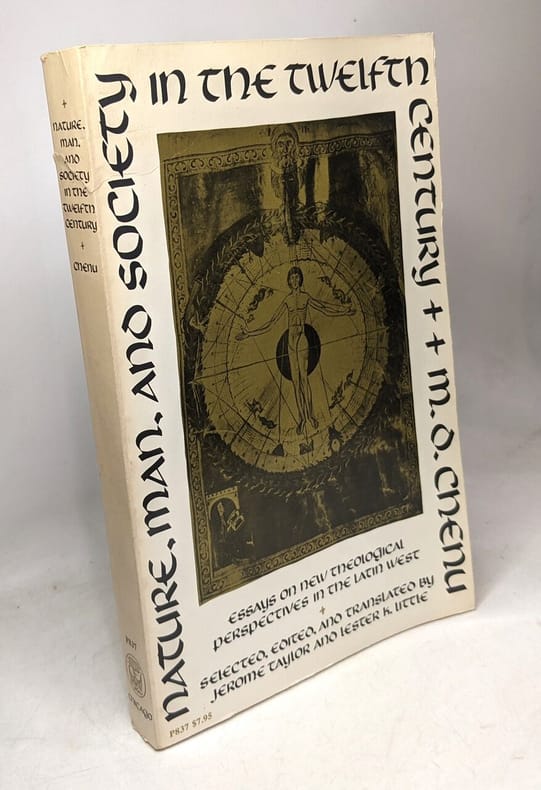 NATURE, MAN, AND SOCIETY
IN THE TWELFTH
CENTURY + + M. D. CHENU
ESSAYS ON NEW THEOLOGICAL
PERSPECTIVES IN THE LATIN WEST
+
SELECTED, EDITED, AND TRANSLATED BY
JEROME TAYLOR AND LESTER K. LITTLE
P837 $7.95
+
NATURE,
MAN,
AND
SOCIETY
IN THE
TWELFTH
CENTURY
+
CHENU
P837
CHICAGO